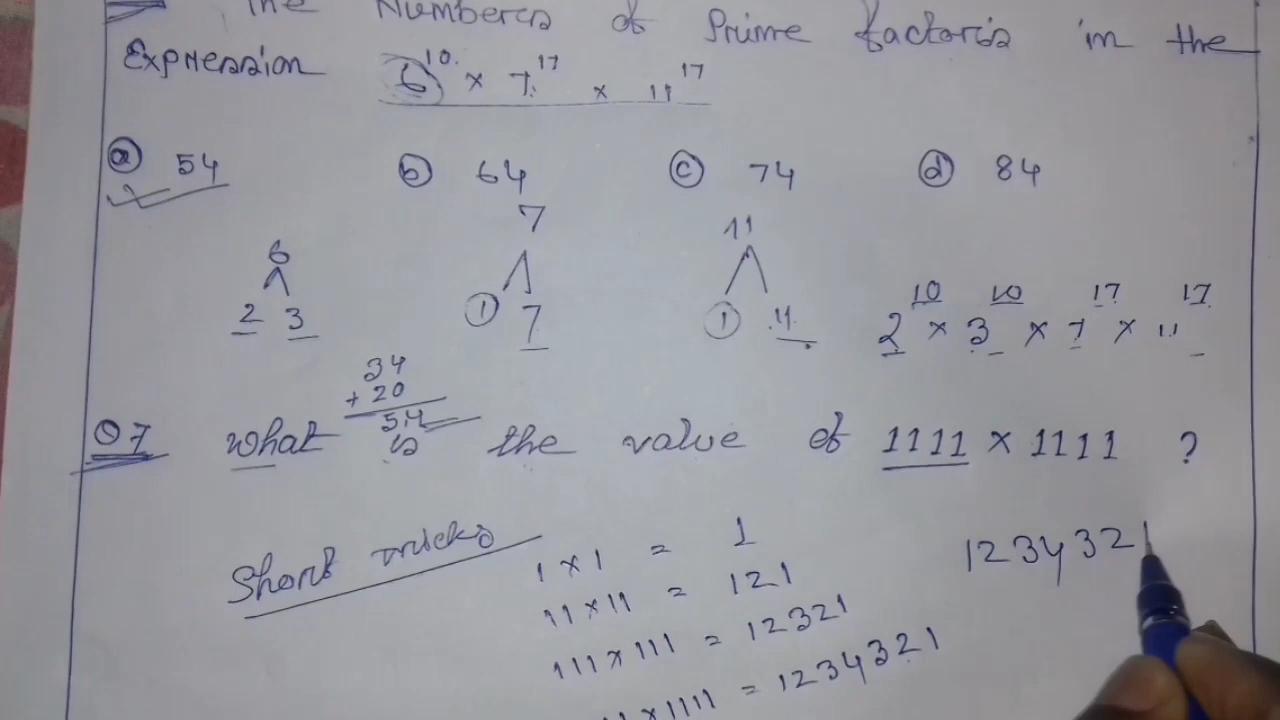 The Numbers of Prime factors in the
Expression 6^10 × 7^17 × 11^17
(a) 54 (b) 64 (c) 74 (d) 84
6
2 3
7
1 7
11
1 11
2^10 × 3^10 × 7^17 × 11^17
34
+ 20
54
Q7 what is the value of 1111 × 1111 ?
Short tricks
1 × 1 = 1
11 × 11 = 121
111 × 111 = 12321
11 × 1111 = 1234321
1234321